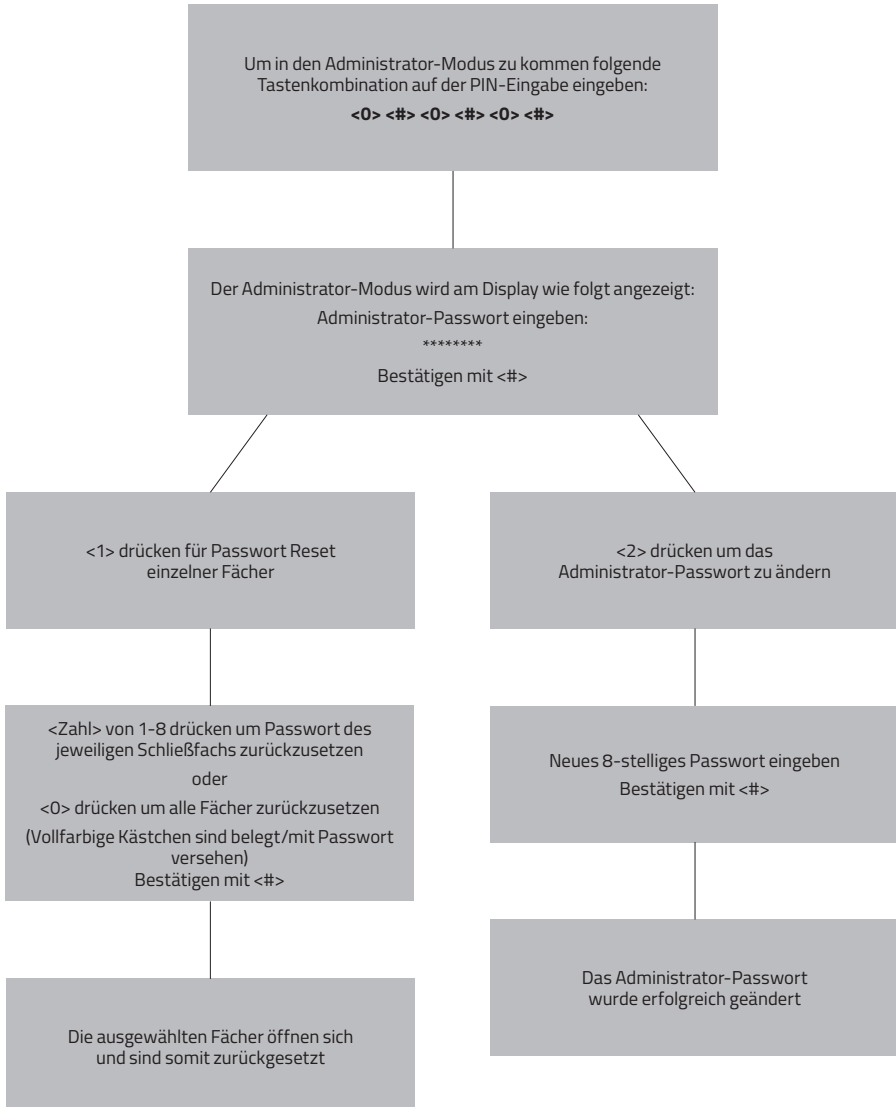 Um in den Administrator-Modus zu kommen folgende
Tastenkombination auf der PIN-Eingabe eingeben:
<0> <#> <0> <#> <0> <#>
Der Administrator-Modus wird am Display wie folgt angezeigt:
Administrator-Passwort eingeben:
********
Bestätigen mit <#>
<1> drücken für Passwort Reset
einzelner Fächer
<Zahl> von 1-8 drücken um Passwort des
jeweiligen Schließfachs zurückzusetzen
oder
<0> drücken um alle Fächer zurückzusetzen
(Vollfarbige Kästchen sind belegt/mit Passwort
versehen)
Bestätigen mit <#>
Die ausgewählten Fächer öffnen sich
und sind somit zurückgesetzt
<2> drücken um das
Administrator-Passwort zu ändern
Neues 8-stelliges Passwort eingeben
Bestätigen mit <#>
Das Administrator-Passwort
wurde erfolgreich geändert